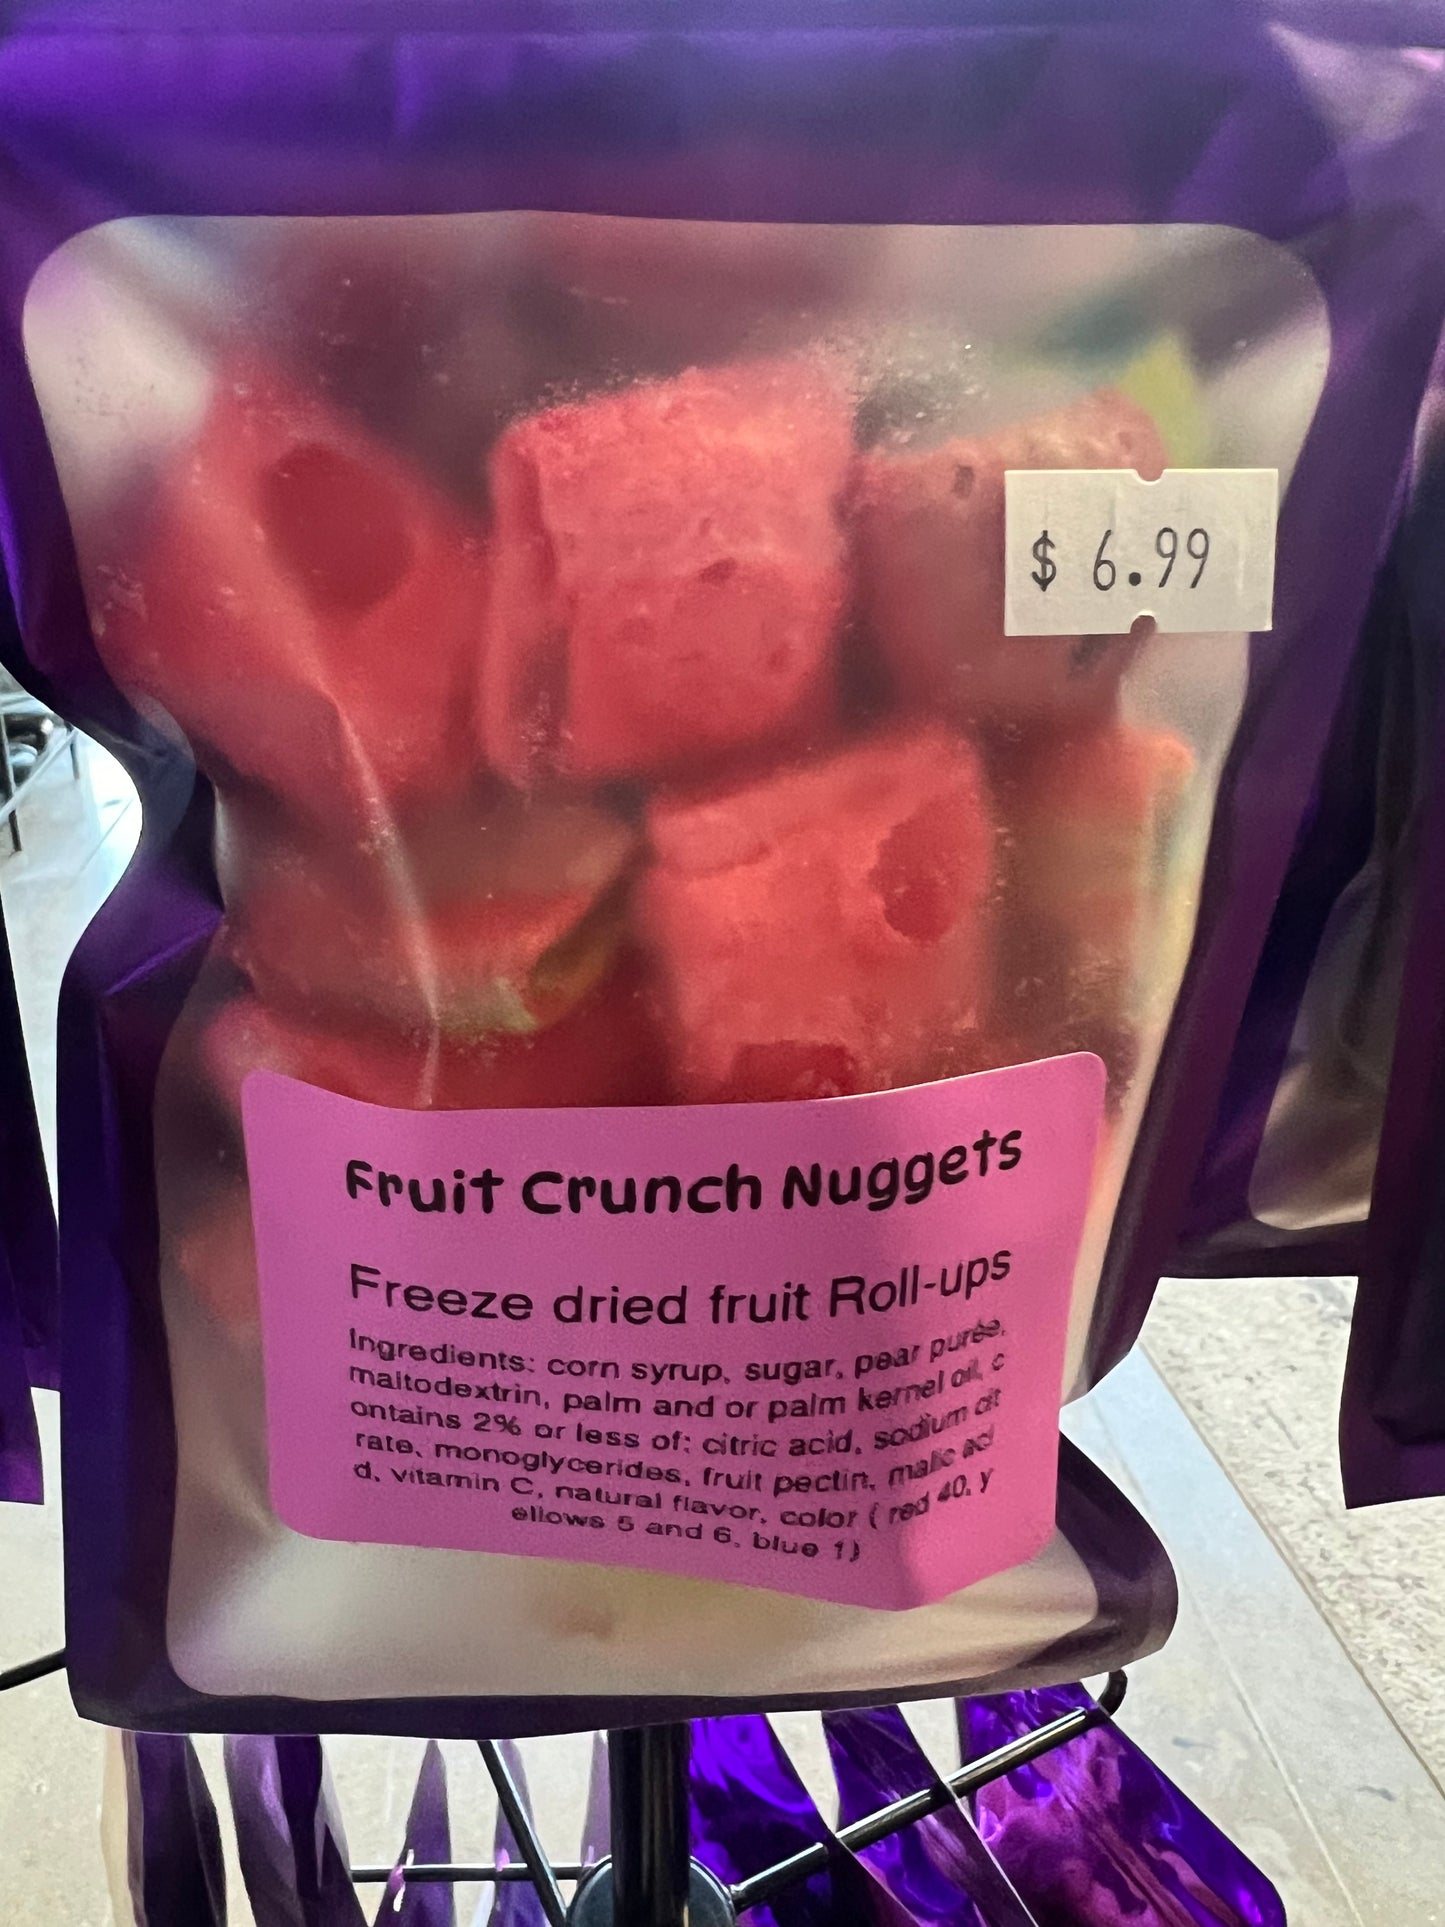 $ 6.99
Fruit Crunch Nuggets
Freeze dried fruit Roll-ups
Ingredients: corn syrup, sugar, pear purée,
maltodextrin, palm and or palm kernel oil, c
ontains 2% or less of: citric acid, sodium cit
rate, monoglycerides, fruit pectin, malic aci
d, vitamin C, natural flavor, color ( red 40, y
ellows 5 and 6, blue 1)